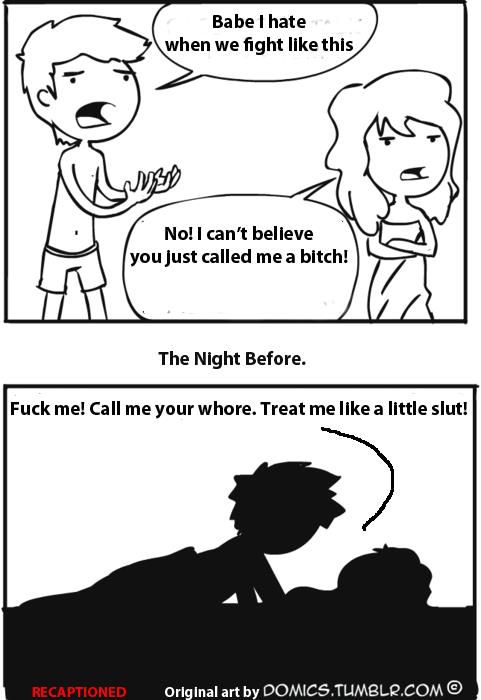 Babe I hate
when we fight like this
No! I can't believe
you just called me a bitch!
The Night Before.
Fuck me! Call me your whore. Treat me like a little slut!
RECAPTIONED
Original art by DOMICS.TUMBLR.COM ©